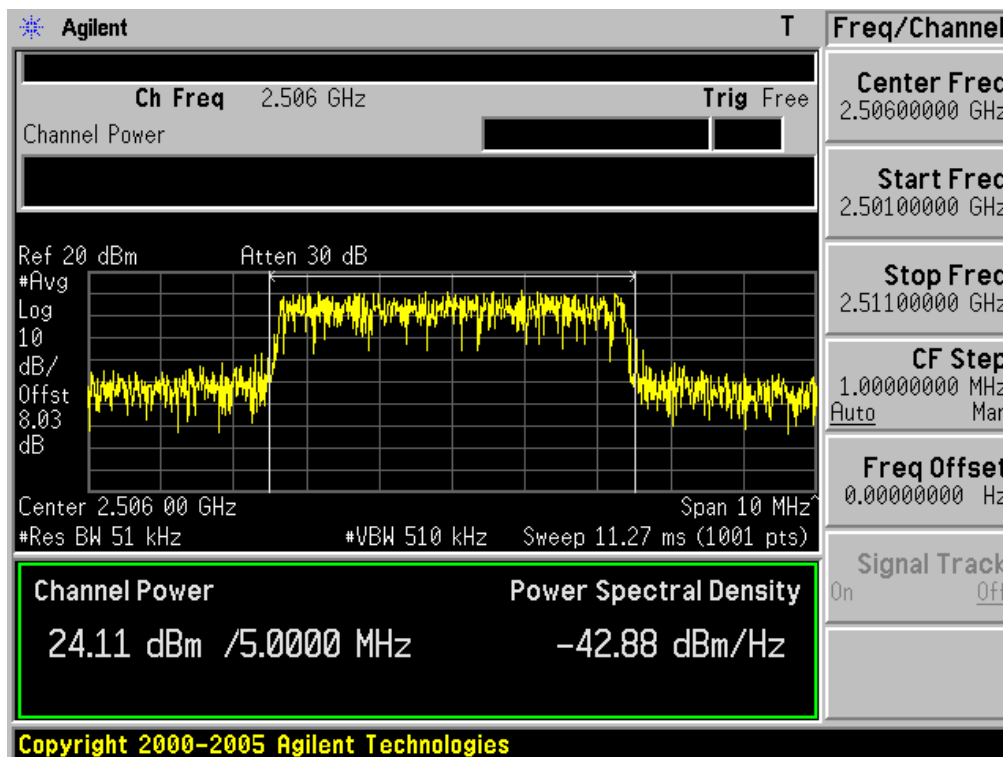 Agilent T
Ch Freq 2.506 GHz Trig Free
Channel Power
Ref 20 dBm Atten 30 dB
#Avg
Log
10
dB/
Offst
8.03
dB
Center 2.506 00 GHz Span 10 MHz^
#Res BW 51 kHz #VBW 510 kHz Sweep 11.27 ms (1001 pts)
Channel Power Power Spectral Density
24.11 dBm /5.0000 MHz -42.88 dBm/Hz
Copyright 2000-2005 Agilent Technologies
Freq/Channel
Center Freq
2.50600000 GHz
Start Freq
2.50100000 GHz
Stop Freq
2.51100000 GHz
CF Step
1.00000000 MHz
Auto Man
Freq Offset
0.00000000 Hz
Signal Track
On Off